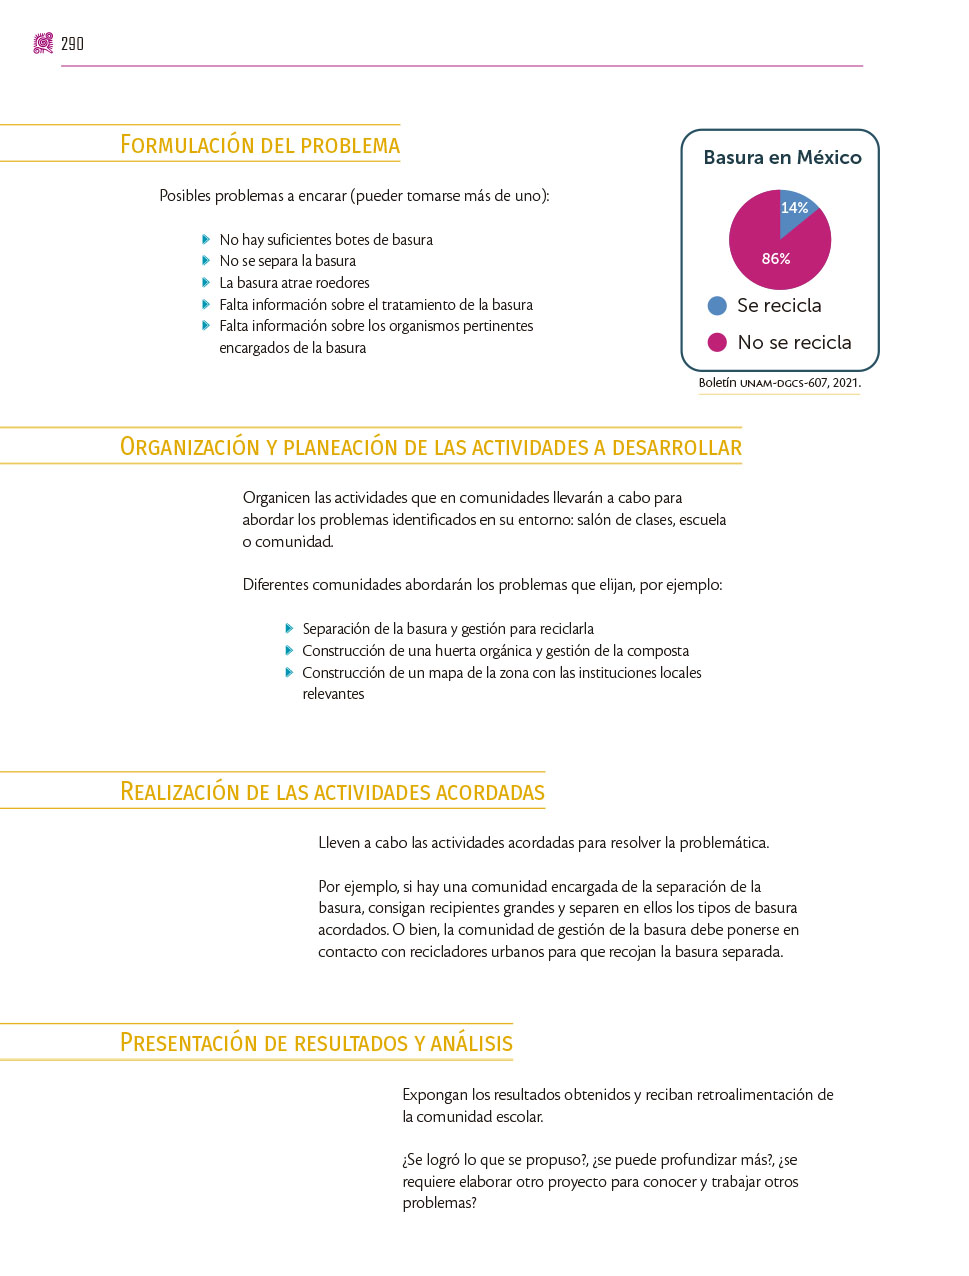 290
Formulación del problema
Posibles problemas a encarar (pueder tomarse más de uno):
No hay suficientes botes de basura
No se separa la basura
La basura atrae roedores
Falta información sobre el tratamiento de la basura
Falta información sobre los organismos pertinentes
encargados de la basura
Basura en México
14%
86%
Se recicla
No se recicla
Boletín UNAM-DGCS-607, 2021.
Organización y planeación de las actividades a desarrollar
Organicen las actividades que en comunidades llevarán a cabo para
abordar los problemas identificados en su entorno: salón de clases, escuela
o comunidad.
Diferentes comunidades abordarán los problemas que elijan, por ejemplo:
Separación de la basura y gestión para reciclarla
Construcción de una huerta orgánica y gestión de la composta
Construcción de un mapa de la zona con las instituciones locales
relevantes
Realización de las actividades acordadas
Lleven a cabo las actividades acordadas para resolver la problemática.
Por ejemplo, si hay una comunidad encargada de la separación de la
basura, consigan recipientes grandes y separen en ellos los tipos de basura
acordados. O bien, la comunidad de gestión de la basura debe ponerse en
contacto con recicladores urbanos para que recojan la basura separada.
Presentación de resultados y análisis
Expongan los resultados obtenidos y reciban retroalimentación de
la comunidad escolar.
¿Se logró lo que se propuso?, ¿se puede profundizar más?, ¿se
requiere elaborar otro proyecto para conocer y trabajar otros
problemas?